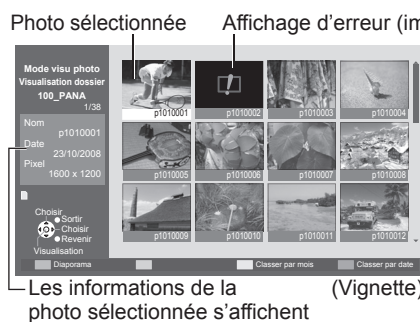 Photo sélectionnée
Affichage d'erreur (im
Mode visu photo
Visualisation dossier
100_PANA
1/38
Nom
p1010001
Date
23/10/2008
Pixel
1600 x 1200
Choisir
Sortir
Choisir
Revenir
Visualisation
p1010001
p1010002
p1010003
p1010004
p1010005
p1010006
p1010007
p1010008
p1010009
p1010010
p1010011
p1010012
Diaporama
Classer par mois
Classer par date
Les informations de la
photo sélectionnée s'affichent
(Vignette)